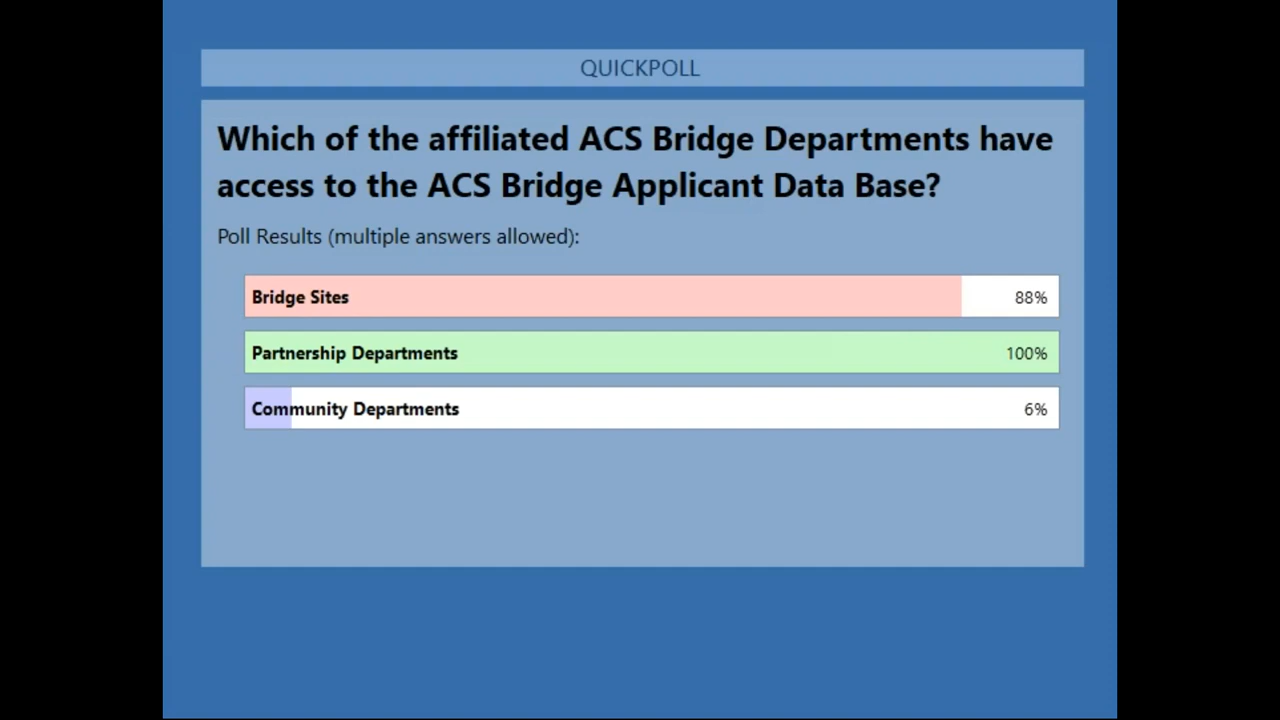 QUICKPOLL
Which of the affiliated ACS Bridge Departments have
access to the ACS Bridge Applicant Data Base?
Poll Results (multiple answers allowed):
Bridge Sites 88%
Partnership Departments 100%
Community Departments 6%